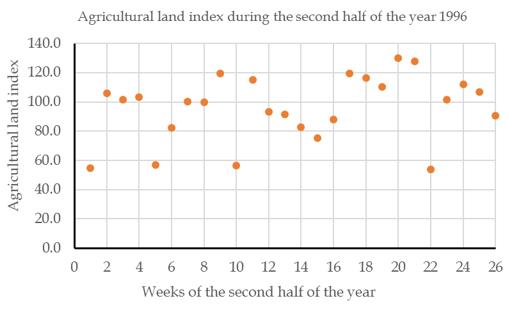 Agricultural land index during the second half of the year 1996
140.0
120.0
100.0
80.0
60.0
40.0
20.0
0.0
Agricultural land index
0 2 4 6 8 10 12 14 16 18 20 22 24 26
Weeks of the second half of the year